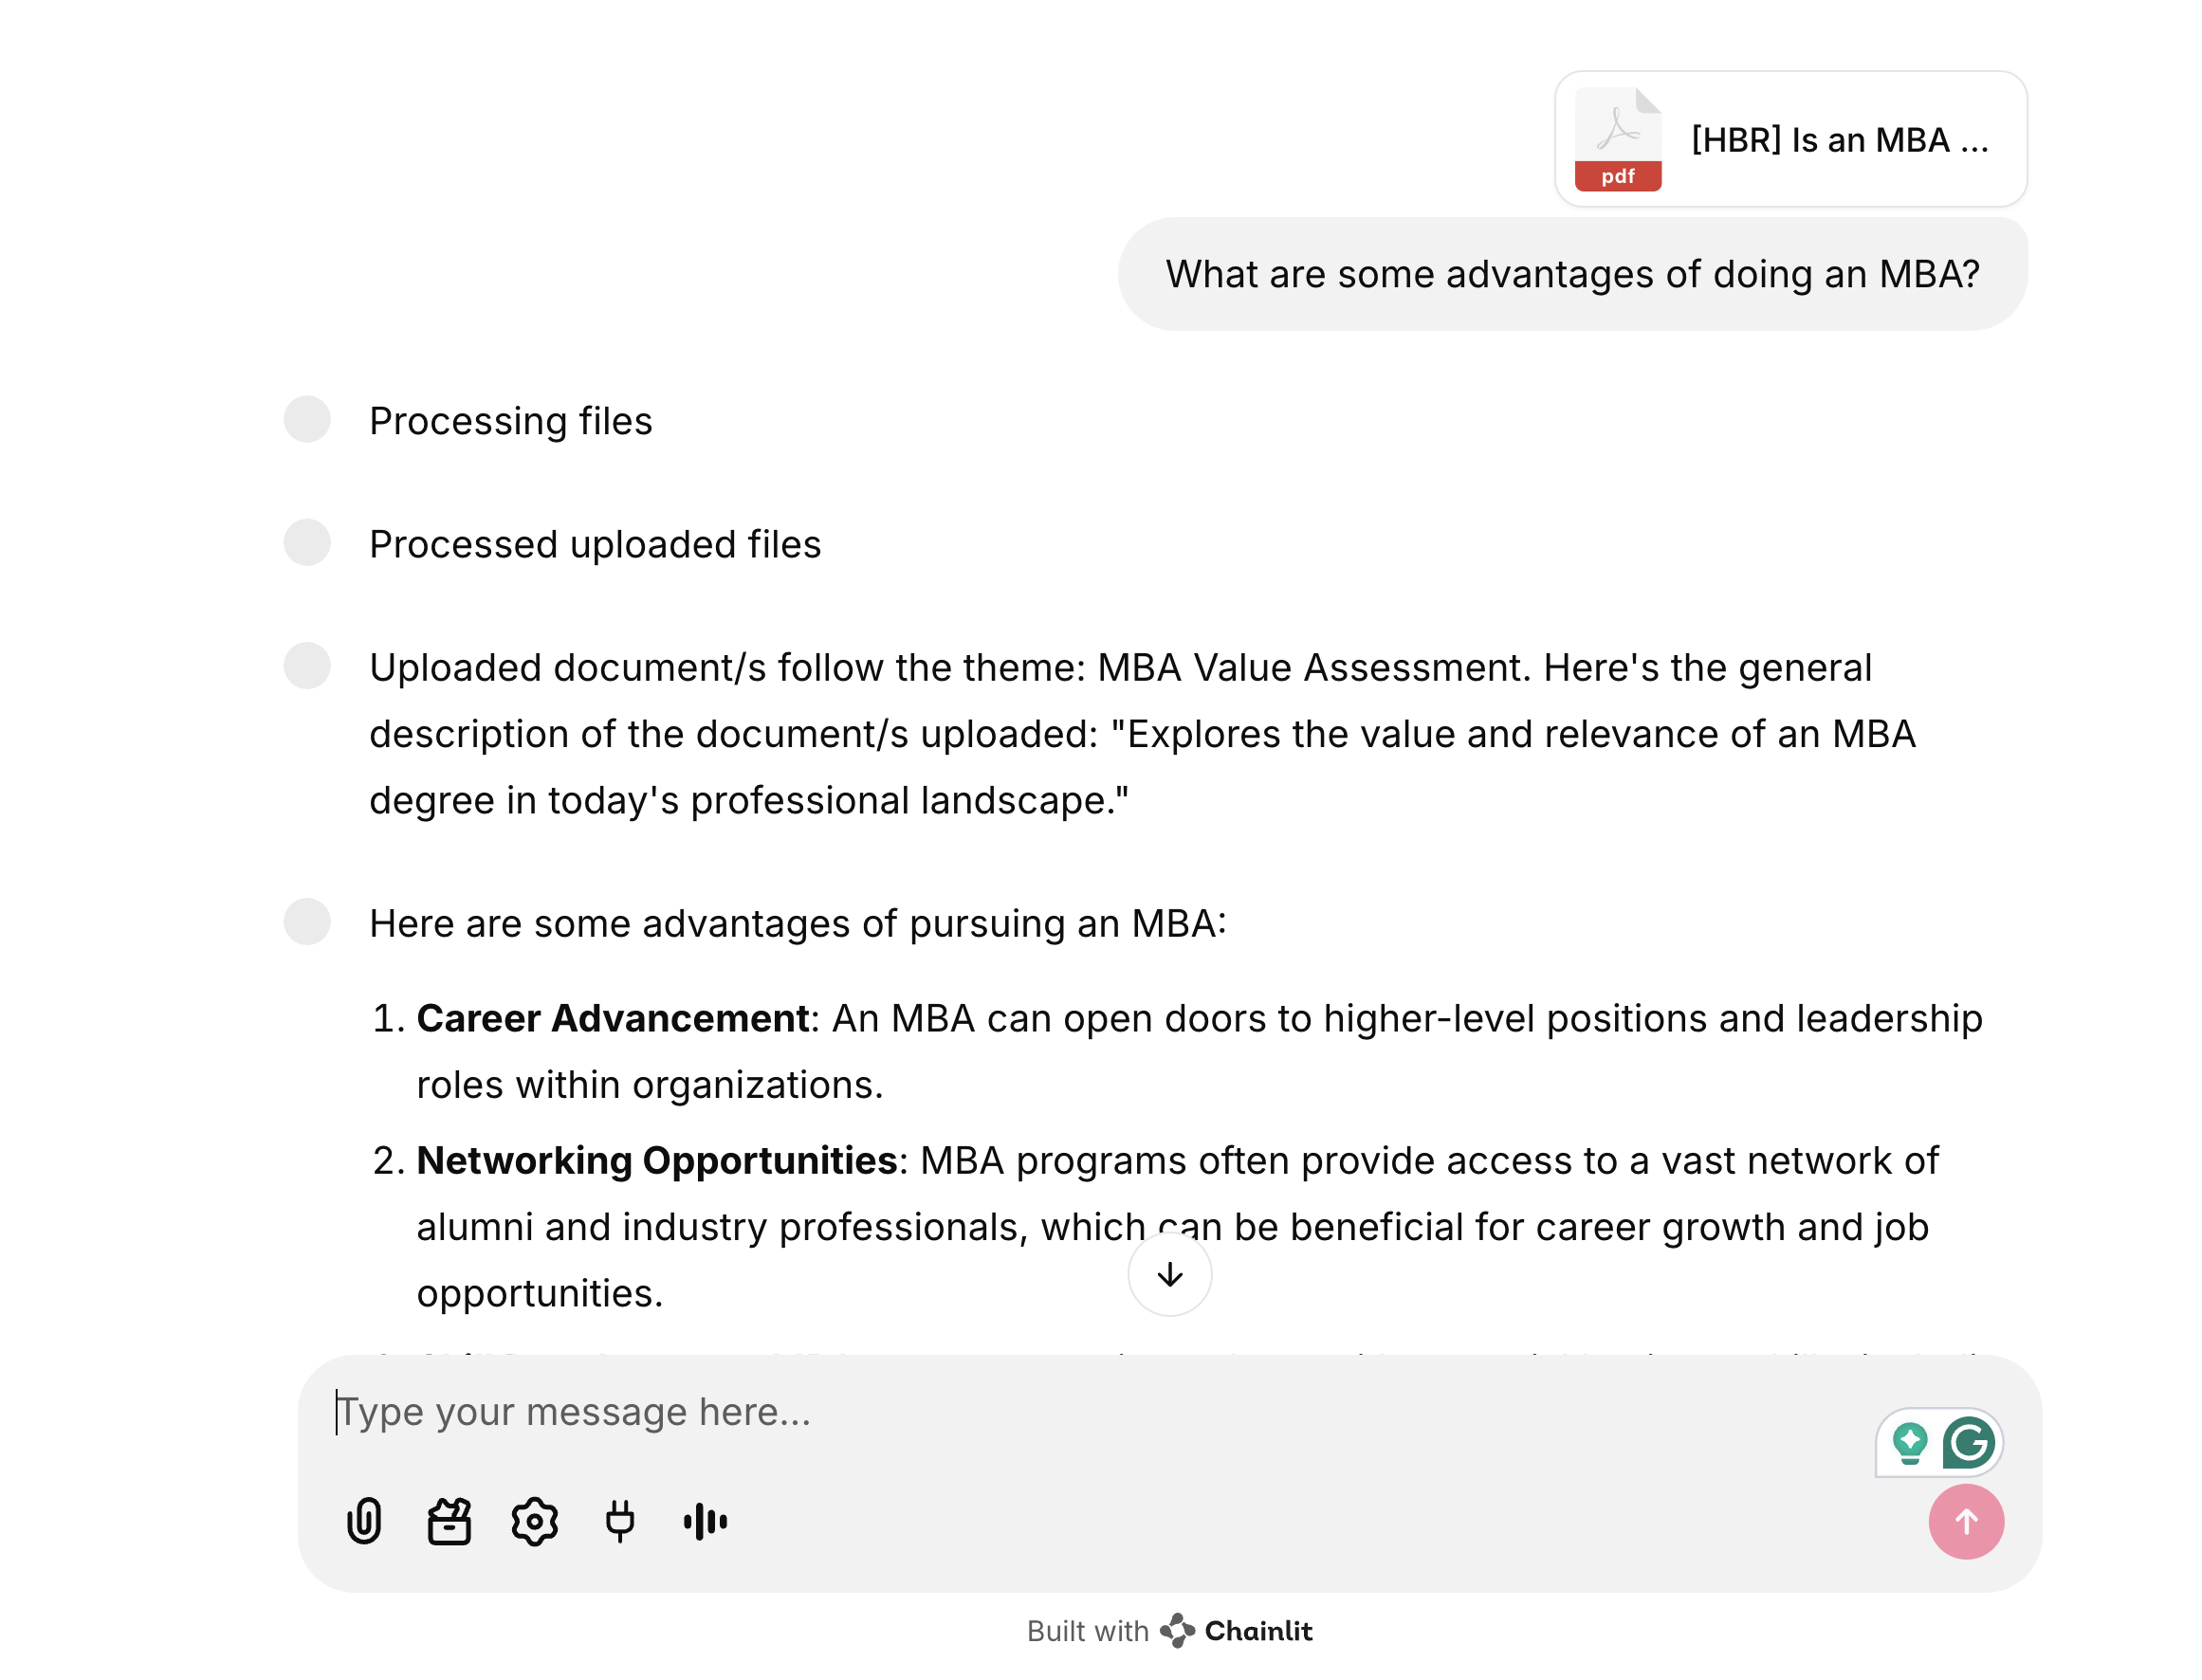 [HBR] Is an MBA ...
pdf
What are some advantages of doing an MBA?
Processing files
Processed uploaded files
Uploaded document/s follow the theme: MBA Value Assessment. Here's the general
description of the document/s uploaded: "Explores the value and relevance of an MBA
degree in today's professional landscape."
Here are some advantages of pursuing an MBA:
1. Career Advancement: An MBA can open doors to higher-level positions and leadership
roles within organizations.
2. Networking Opportunities: MBA programs often provide access to a vast network of
alumni and industry professionals, which can be beneficial for career growth and job
opportunities.
Type your message here...
Built with Chainlit